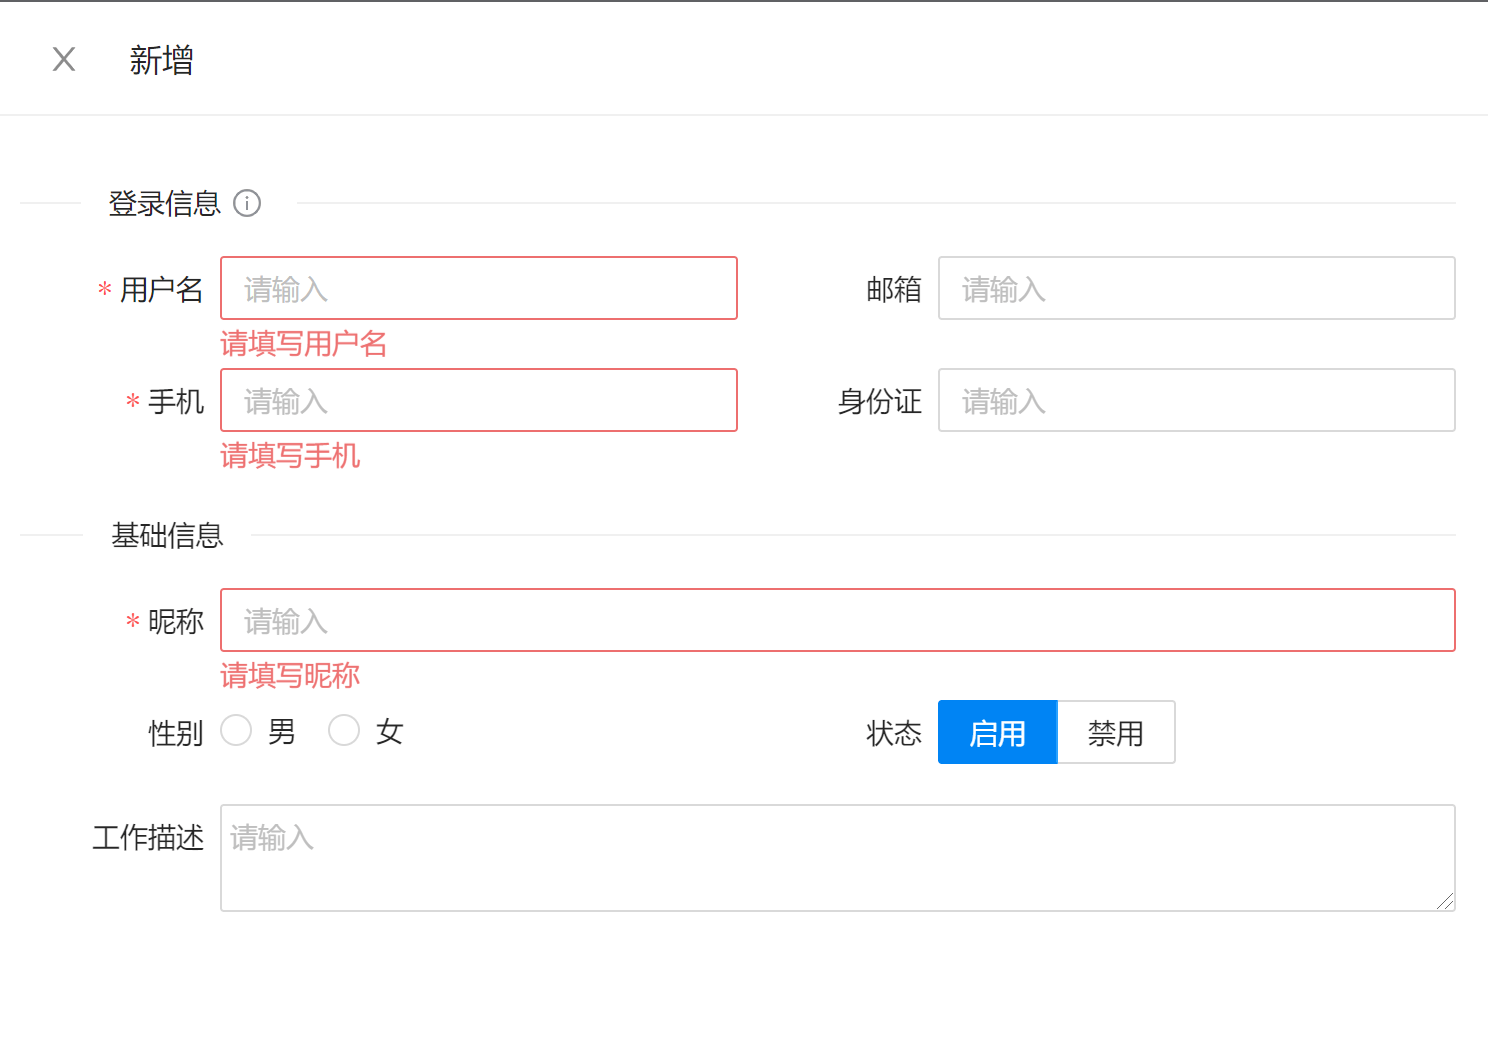 新增
登录信息
* 用户名 请输入 邮箱 请输入
请填写用户名
* 手机 请输入 身份证 请输入
请填写手机
基础信息
* 昵称 请输入
请填写昵称
性别 男 女 状态 启用 禁用
工作描述 请输入